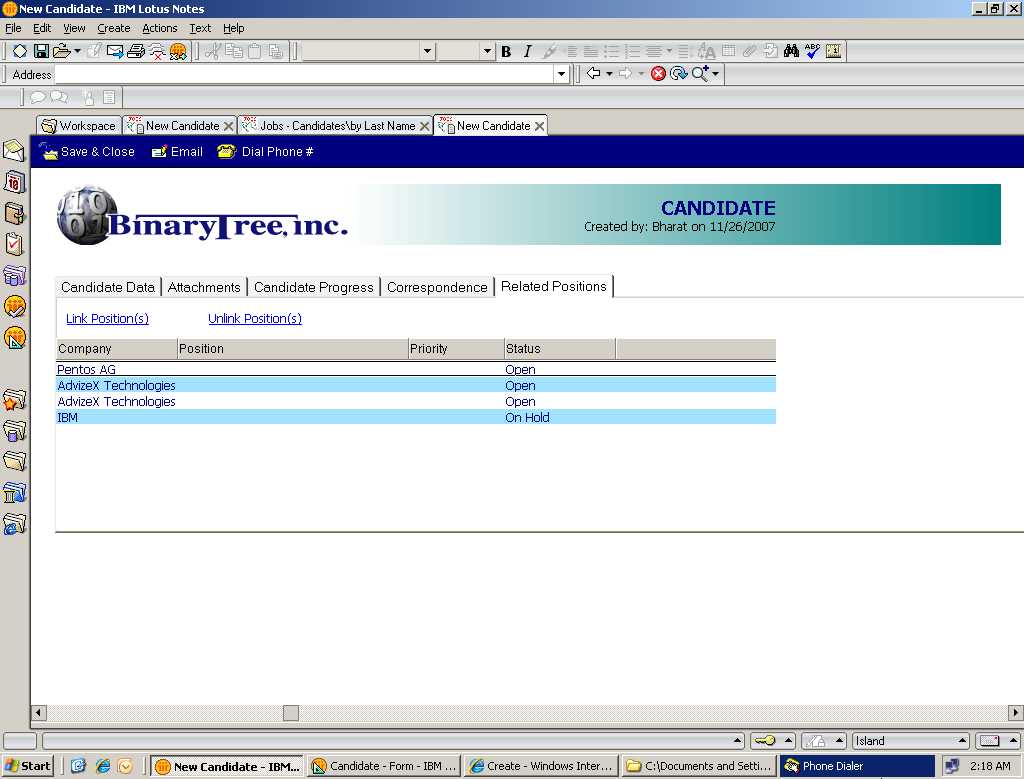 New Candidate - IBM Lotus Notes
File Edit View Create Actions Text Help
Address
Workspace New Candidate Jobs - Candidates\by Last Name New Candidate
Save & Close Email Dial Phone #
BinaryTree, inc.
CANDIDATE
Created by: Bharat on 11/26/2007
Candidate Data Attachments Candidate Progress Correspondence Related Positions
Link Position(s) Unlink Position(s)
Company Position Priority Status
Pentos AG Open
AdvizeX Technologies Open
AdvizeX Technologies Open
IBM On Hold
Island
Start New Candidate - IBM... Candidate - Form - IBM ... Create - Windows Inter... C:\Documents and Setti... Phone Dialer 2:18 AM